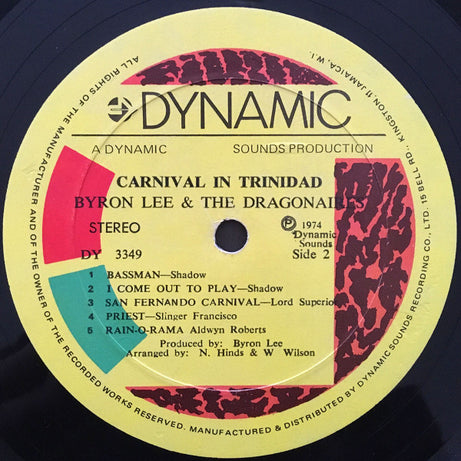 DYNAMIC
A DYNAMIC SOUNDS PRODUCTION
CARNIVAL IN TRINIDAD
BYRON LEE & THE DRAGONAIRES
STEREO
DY 3349
P 1974
Dynamic
Sounds
Side 2
1 BASSMAN—Shadow
2 I COME OUT TO PLAY—Shadow
3 SAN FERNANDO CARNIVAL—Lord Superio
4 PRIEST—Slinger Francisco
5 RAIN-O-RAMA Aldwyn Roberts
Produced by: Byron Lee
Arranged by: N. Hinds & W Wilson
ALL RIGHTS OF THE MANUFACTURER AND OF THE OWNER OF THE RECORDED WORKS RESERVED. MANUFACTURED & DISTRIBUTED BY DYNAMIC SOUNDS RECORDING CO., LTD. 15 BELL RD., KINGSTON, 11 JAMAICA, W.I.